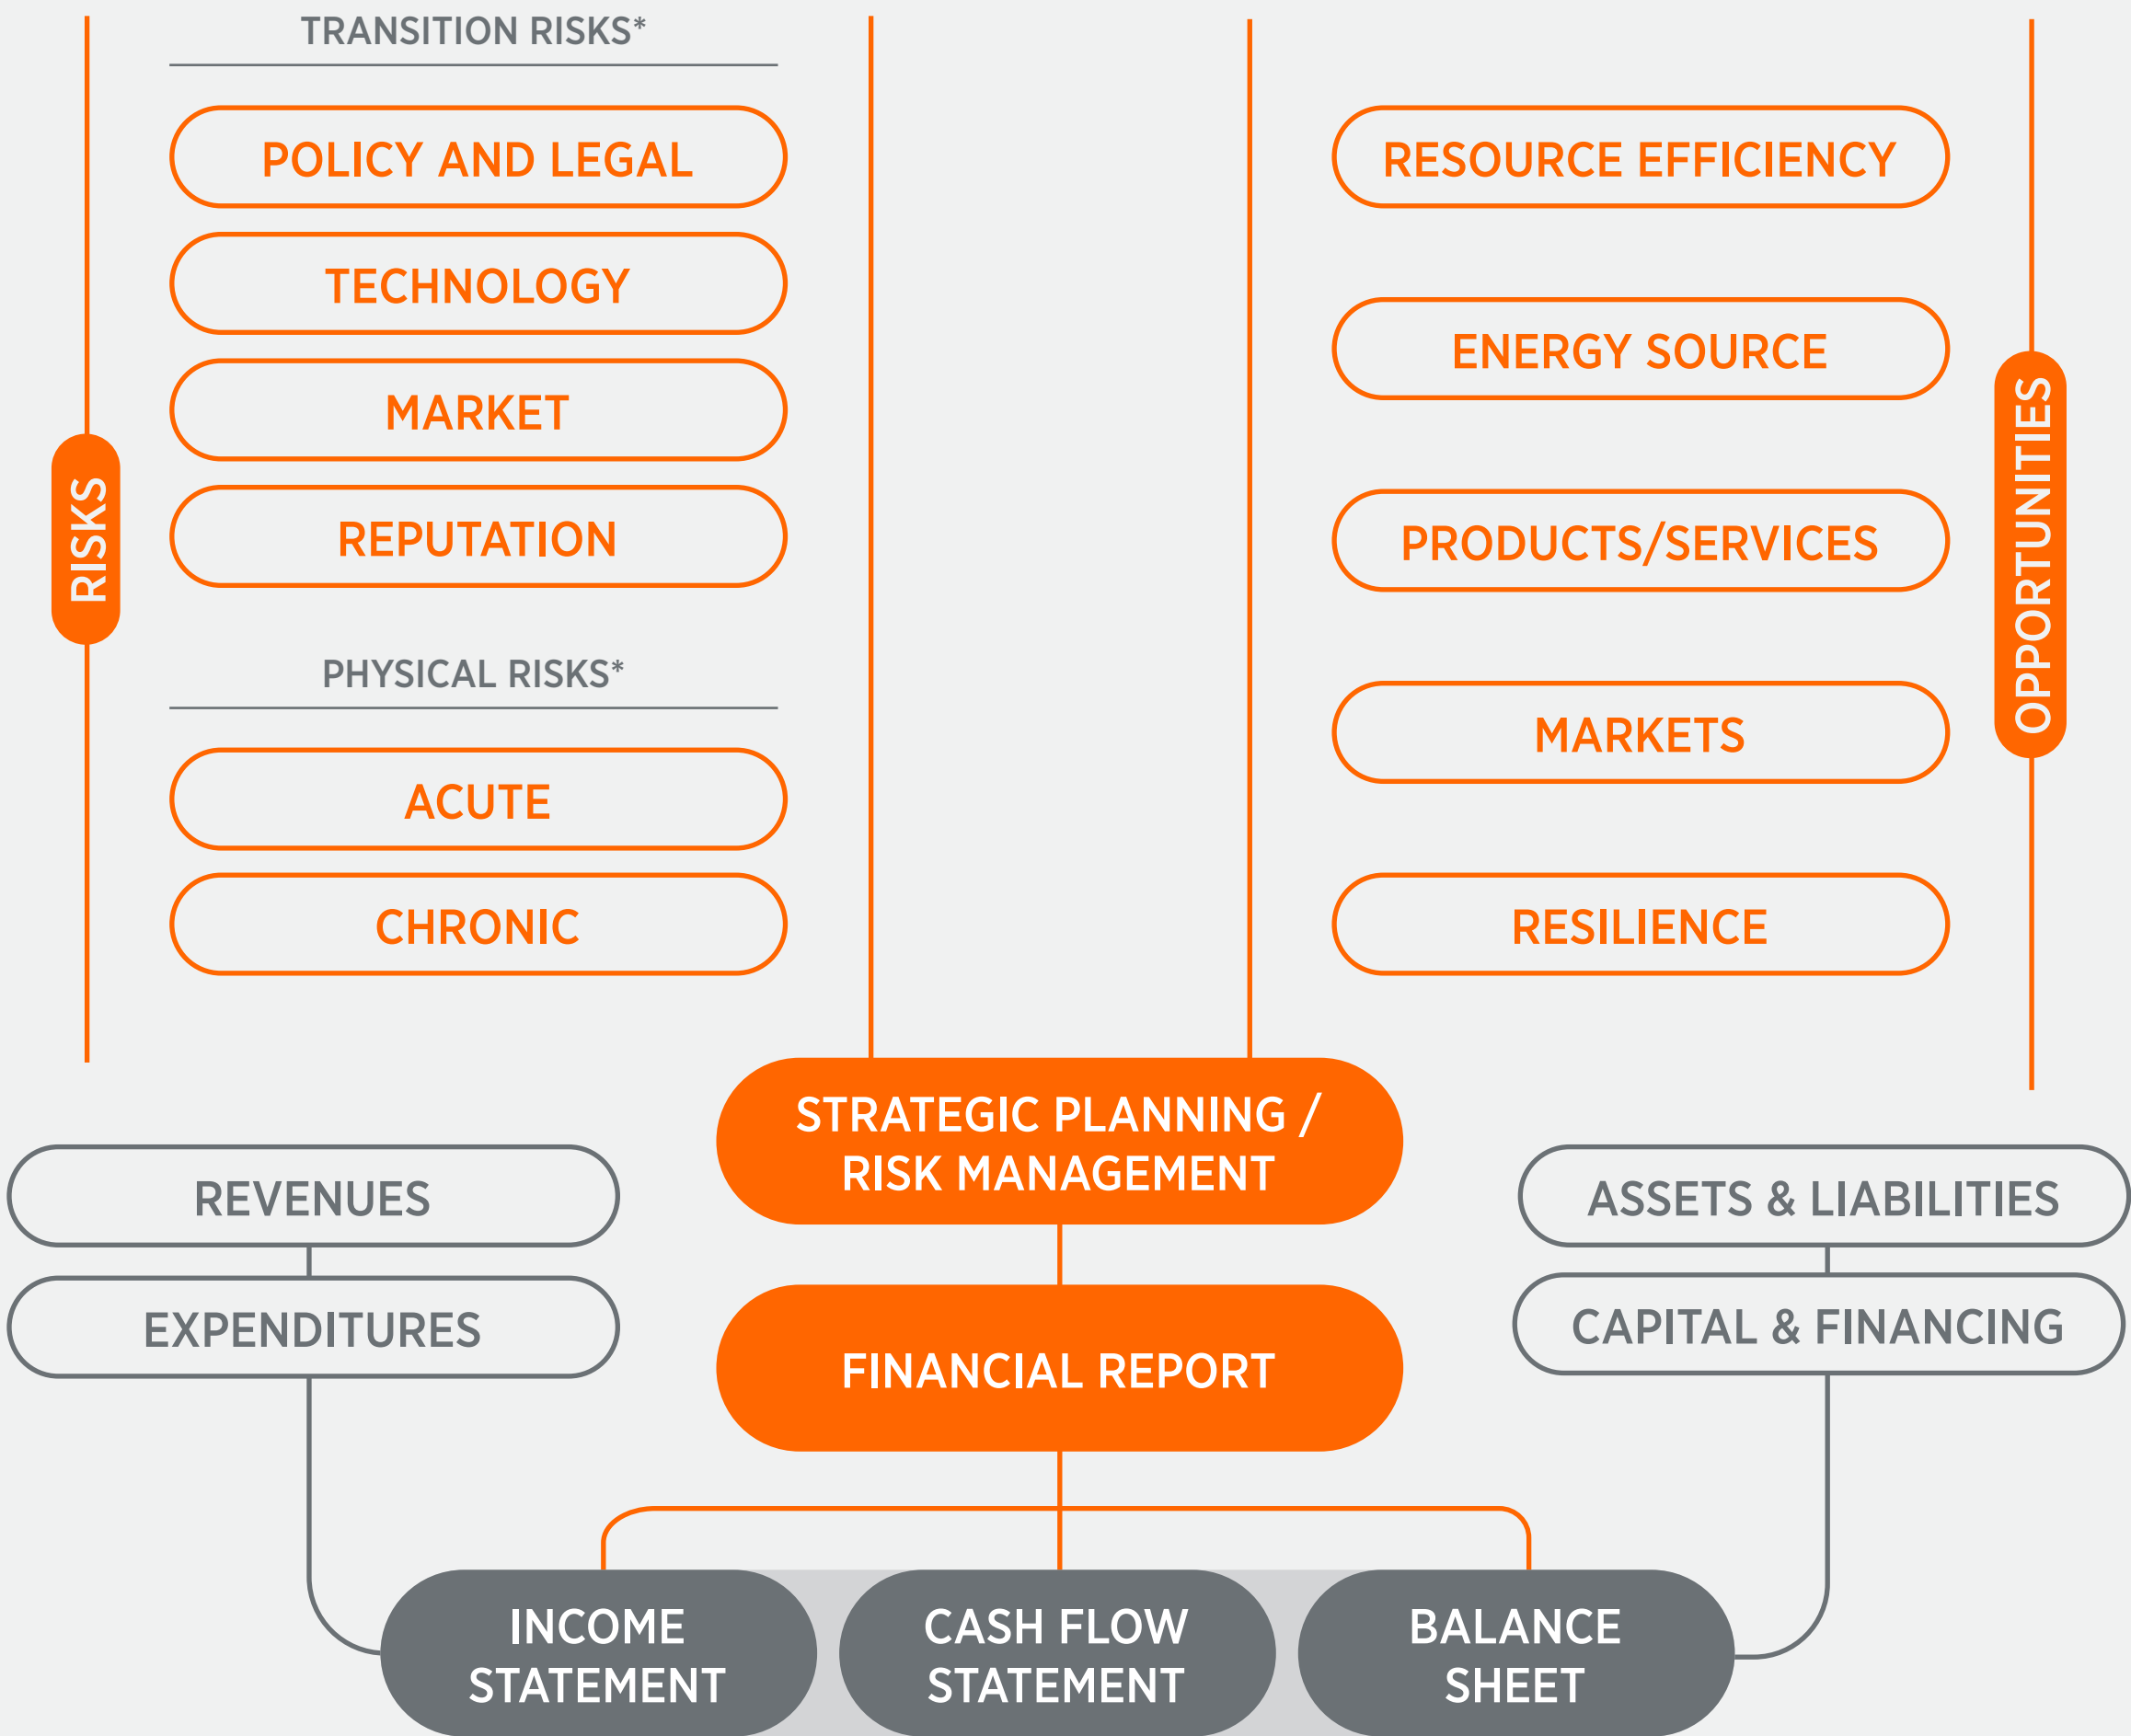 TRANSITION RISKS*
POLICY AND LEGAL
TECHNOLOGY
MARKET
REPUTATION
RISKS
PHYSICAL RISKS*
ACUTE
CHRONIC
RESOURCE EFFICIENCY
ENERGY SOURCE
PRODUCTS/SERVICES
MARKETS
RESILIENCE
OPPORTUNITIES
STRATEGIC PLANNING /
RISK MANAGEMENT
REVENUES
EXPENDITURES
FINANCIAL REPORT
ASSETS & LIABILITIES
CAPITAL & FINANCING
INCOME
STATEMENT
CASH FLOW
STATEMENT
BALANCE
SHEET